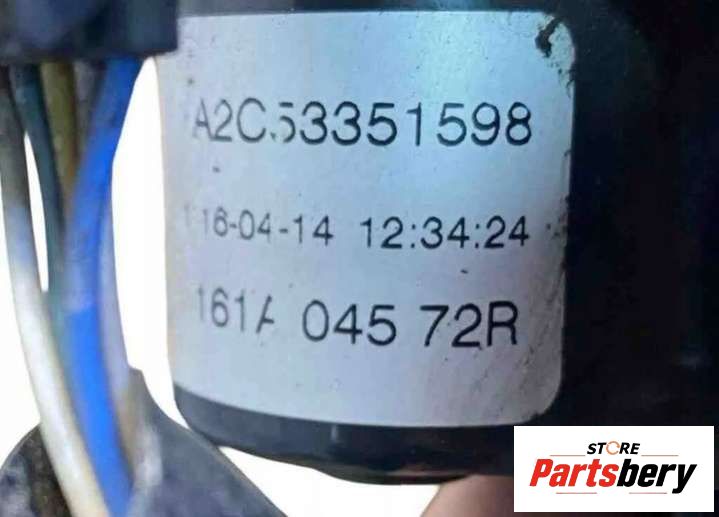 A2C53351598
16-04-14 12:34:24
161A 045 72R
STORE
Partsbery